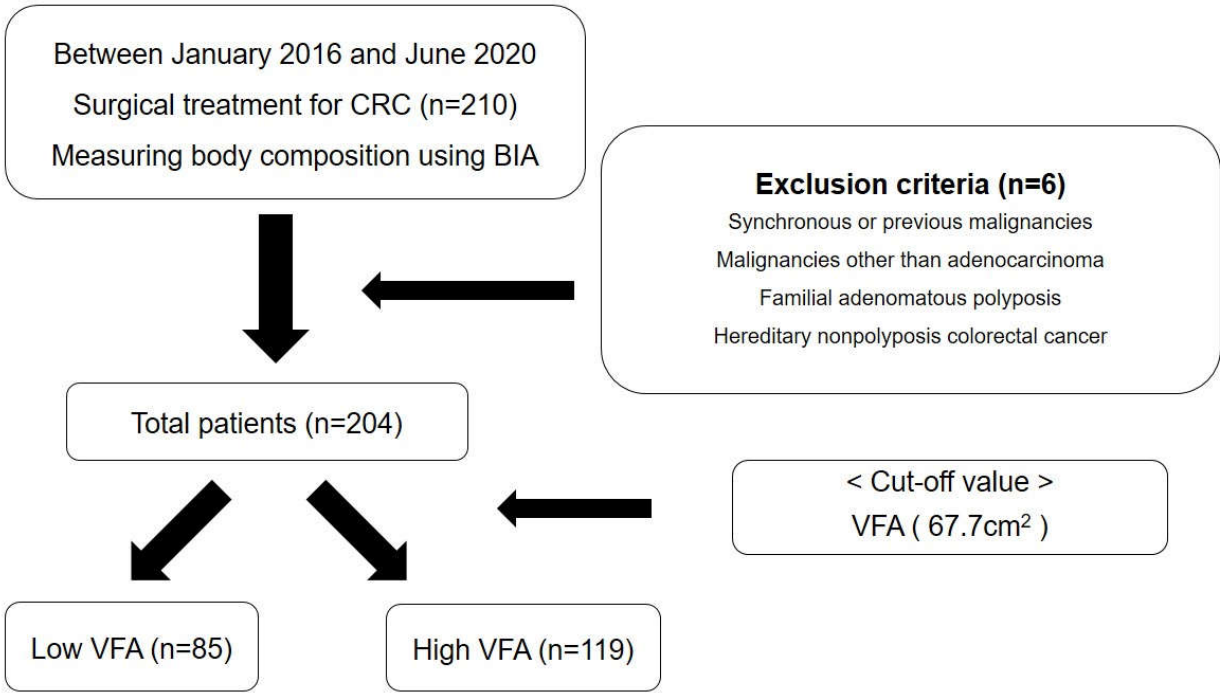 Between January 2016 and June 2020
Surgical treatment for CRC (n=210)
Measuring body composition using BIA
Exclusion criteria (n=6)
Synchronous or previous malignancies
Malignancies other than adenocarcinoma
Familial adenomatous polyposis
Hereditary nonpolyposis colorectal cancer
Total patients (n=204)
< Cut-off value >
VFA ( 67.7cm² )
Low VFA (n=85)
High VFA (n=119)